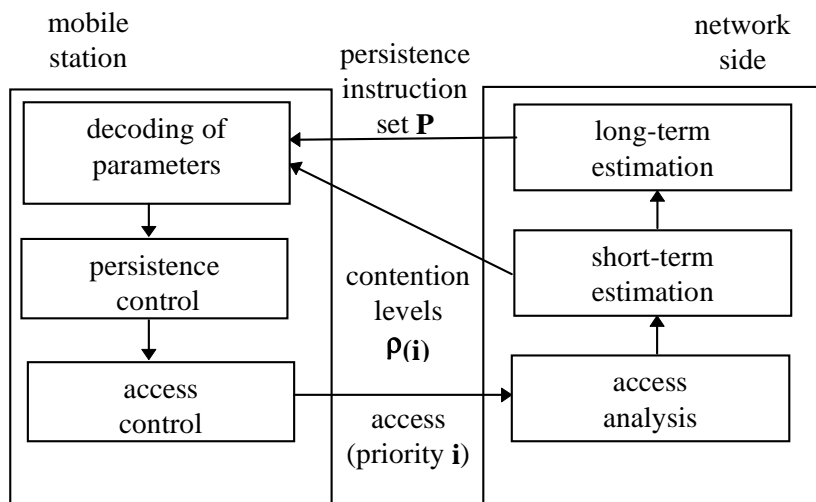 mobile
station
persistence
instruction
set P
network
side
decoding of
parameters
long-term
estimation
persistence
control
contention
levels
ρ(i)
short-term
estimation
access
control
access
(priority i)
access
analysis